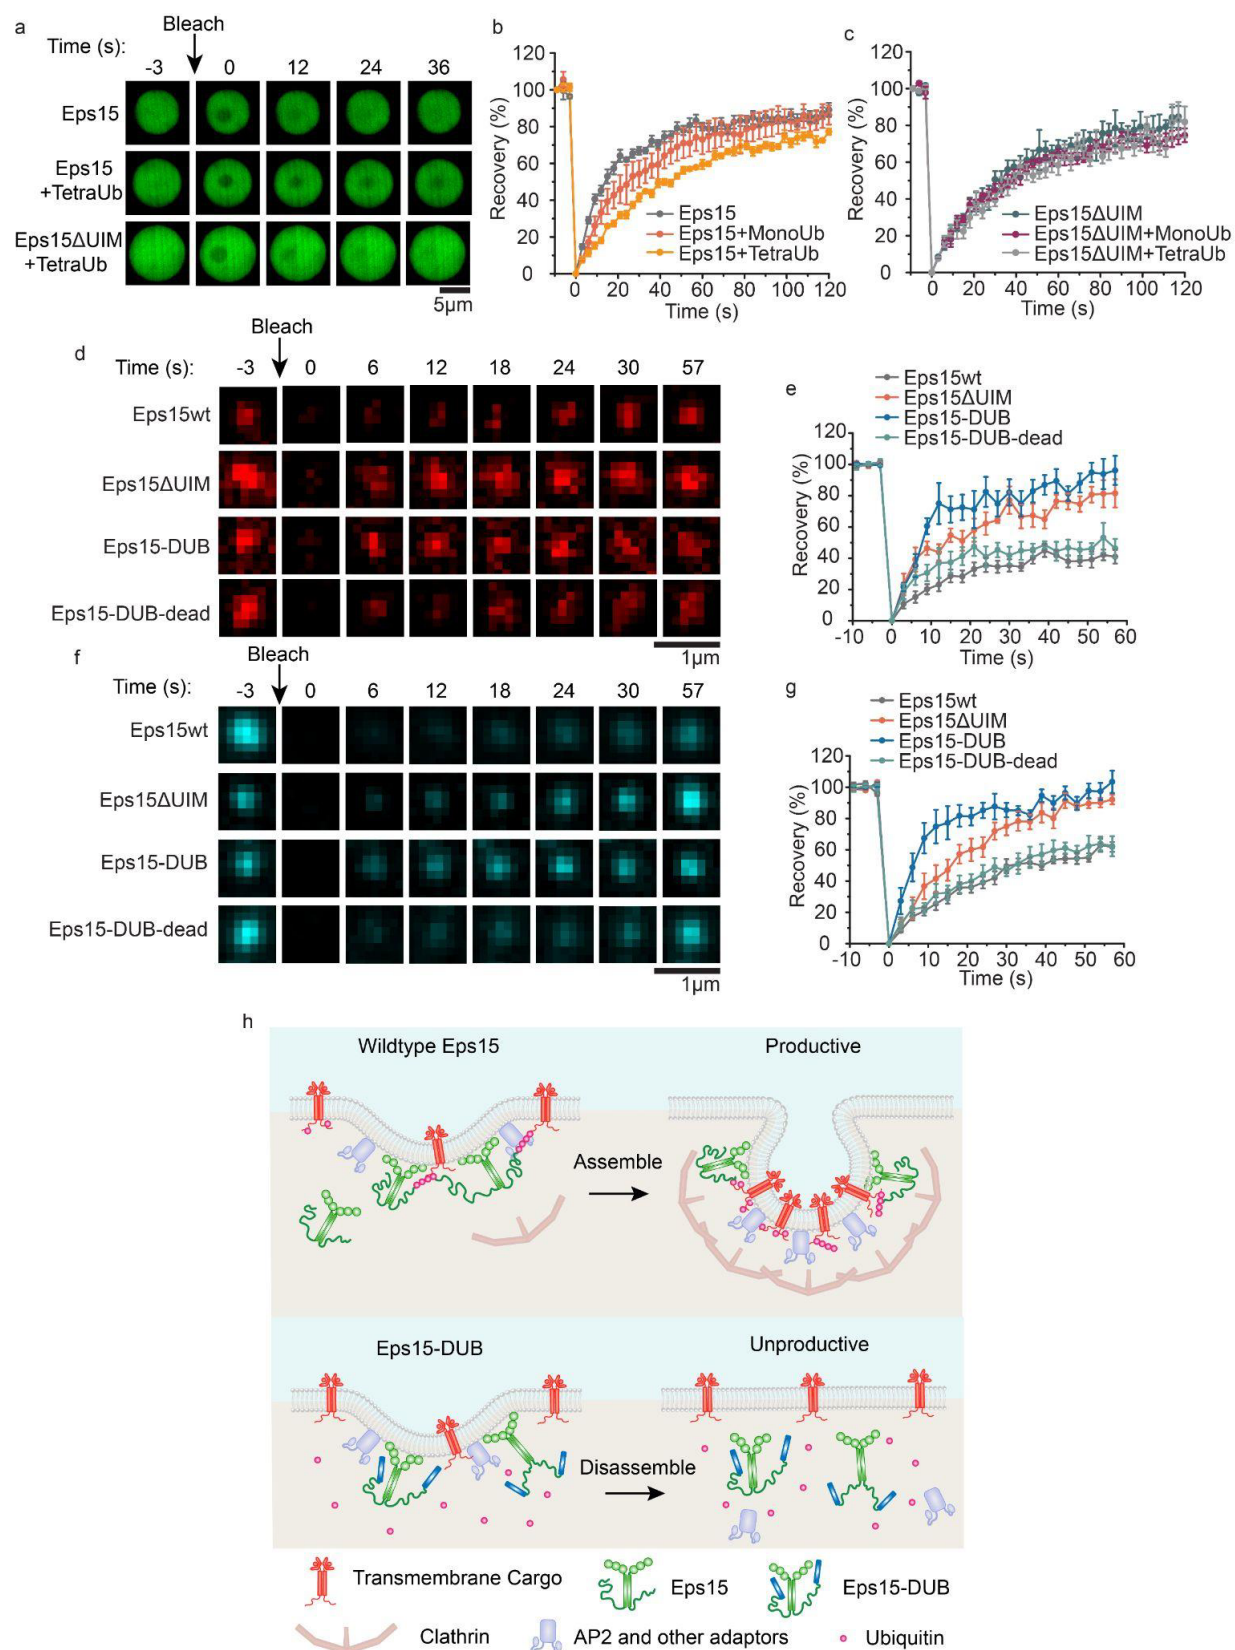 a
Bleach
Time (s):
-3 0 12 24 36
Eps15
Eps15
+TetraUb
Eps15ΔUIM
+TetraUb
5μm
b
120
100
80
60
40
20
0
Recovery (%)
Eps15
Eps15+MonoUb
Eps15+TetraUb
0 20 40 60 80 100 120
Time (s)
c
120
100
80
60
40
20
0
Recovery (%)
Eps15ΔUIM
Eps15ΔUIM+MonoUb
Eps15ΔUIM+TetraUb
0 20 40 60 80 100 120
Time (s)
d
Bleach
Time (s):
-3 0 6 12 18 24 30 57
Eps15wt
Eps15ΔUIM
Eps15-DUB
Eps15-DUB-dead
1μm
e
Eps15wt
Eps15ΔUIM
Eps15-DUB
Eps15-DUB-dead
120
100
80
60
40
20
0
Recovery (%)
-10 0 10 20 30 40 50 60
Time (s)
f
Bleach
Time (s):
-3 0 6 12 18 24 30 57
Eps15wt
Eps15ΔUIM
Eps15-DUB
Eps15-DUB-dead
1μm
g
Eps15wt
Eps15ΔUIM
Eps15-DUB
Eps15-DUB-dead
120
100
80
60
40
20
0
Recovery (%)
-10 0 10 20 30 40 50 60
Time (s)
h
Wildtype Eps15
Productive
Assemble
Eps15-DUB
Unproductive
Disassemble
Transmembrane Cargo
Eps15
Eps15-DUB
Clathrin
AP2 and other adaptors
Ubiquitin